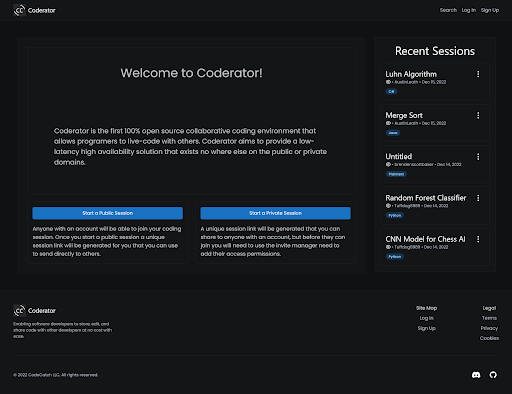 Coderator
Search Log In Sign Up
Welcome to Coderator!
Coderator is the first 100% open source collaborative coding environment that
allows programers to live-code with others. Coderator aims to provide a low-
latency high availability solution that exists no where else on the public or private
domains.
Start a Public Session
Anyone with an account will be able to join your coding
session. Once you start a public session a unique
session link will be generated for you that you can use
to send directly to others.
Start a Private Session
A unique session link will be generated that you can
share to anyone with an account, but before they can
join you will need to use the invite manager need to
add their access permissions.
Recent Sessions
Luhn Algorithm
• AustinLeath • Dec 15, 2022
C#
Merge Sort
• AustinLeath • Dec 15, 2022
Java
Untitled
• brendenscottbaker • Dec 14, 2022
Plaintext
Random Forest Classifier
• Tuffdog6969 • Dec 14, 2022
Python
CNN Model for Chess AI
• Tuffdog6969 • Dec 14, 2022
Python
Coderator
Enabling software developers to store, edit, and
share code with other developers at no cost with
ease.
Site Map
Log In
Sign Up
Legal
Terms
Privacy
Cookies
© 2022 CodeCatch LLC. All rights reserved.